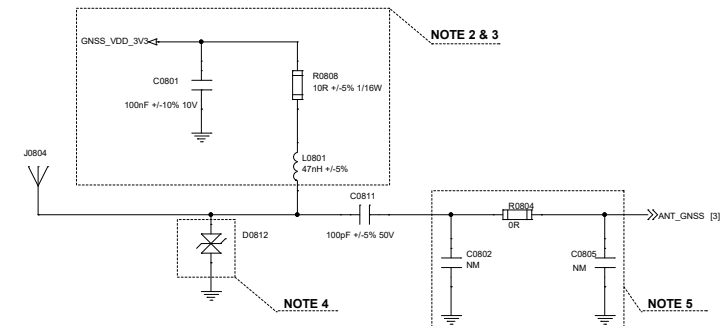 NOTE 2 & 3
GNSS_VDD_3V3
C0801
100nF +/-10% 10V
R0808
10R +/-5% 1/16W
L0801
47nH +/-5%
J0804
C0811
100pF +/-5% 50V
R0804
0R
ANT_GNSS [3]
D0812
C0802
NM
C0805
NM
NOTE 4
NOTE 5